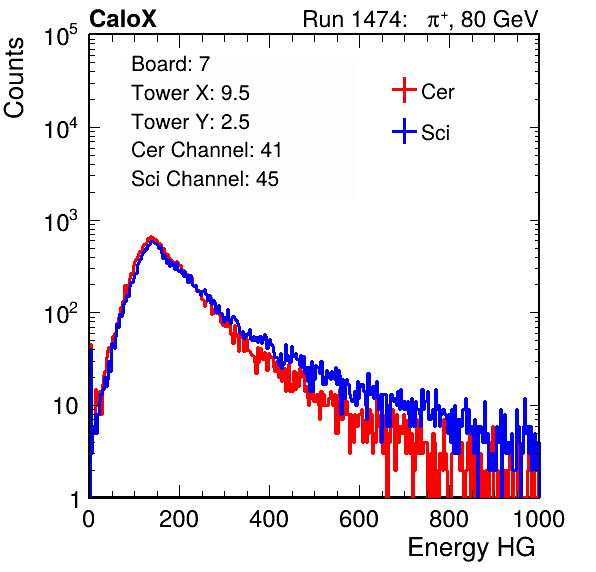 CaloX Run 1474: π⁺, 80 GeV
Counts
10⁵
10⁴
10³
10²
10
1
Board: 7
Tower X: 9.5
Tower Y: 2.5
Cer Channel: 41
Sci Channel: 45
Cer
Sci
0 200 400 600 800 1000
Energy HG